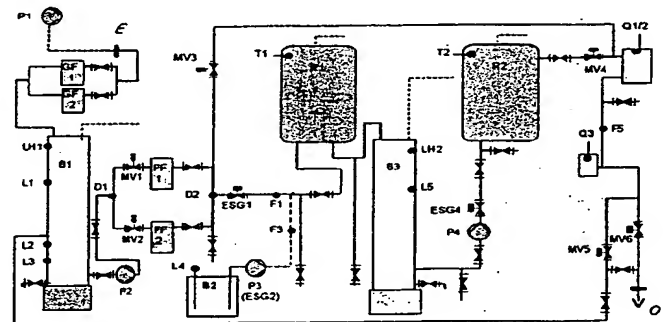 P1
E
GF
1
GF
2
MV3
T1
T2
R2
Q1/2
MV4
LH1
B1
L1
D1
MV1
PF
1
D2
ESG1
F1
B3
LH2
L5
Q3
F5
MV2
PF
2
F3
ESG4
P4
L2
L3
P2
L4
B2
P3
(ESG2)
MV5
MV6
O